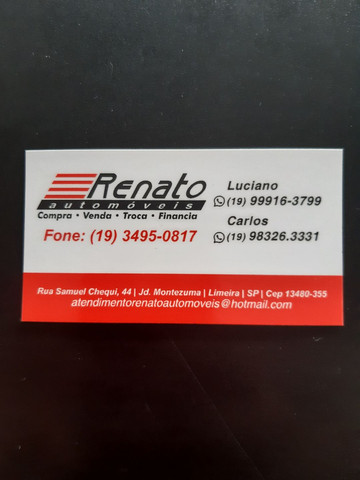 Renato
automóveis
Compra • Venda • Troca • Financia
Fone: (19) 3495-0817
Luciano
(19) 99916-3799
Carlos
(19) 98326.3331
Rua Samuel Chequi, 44 | Jd. Montezuma | Limeira | SP | Cep 13480-355
atendimentorenatoautomoveis@hotmail.com